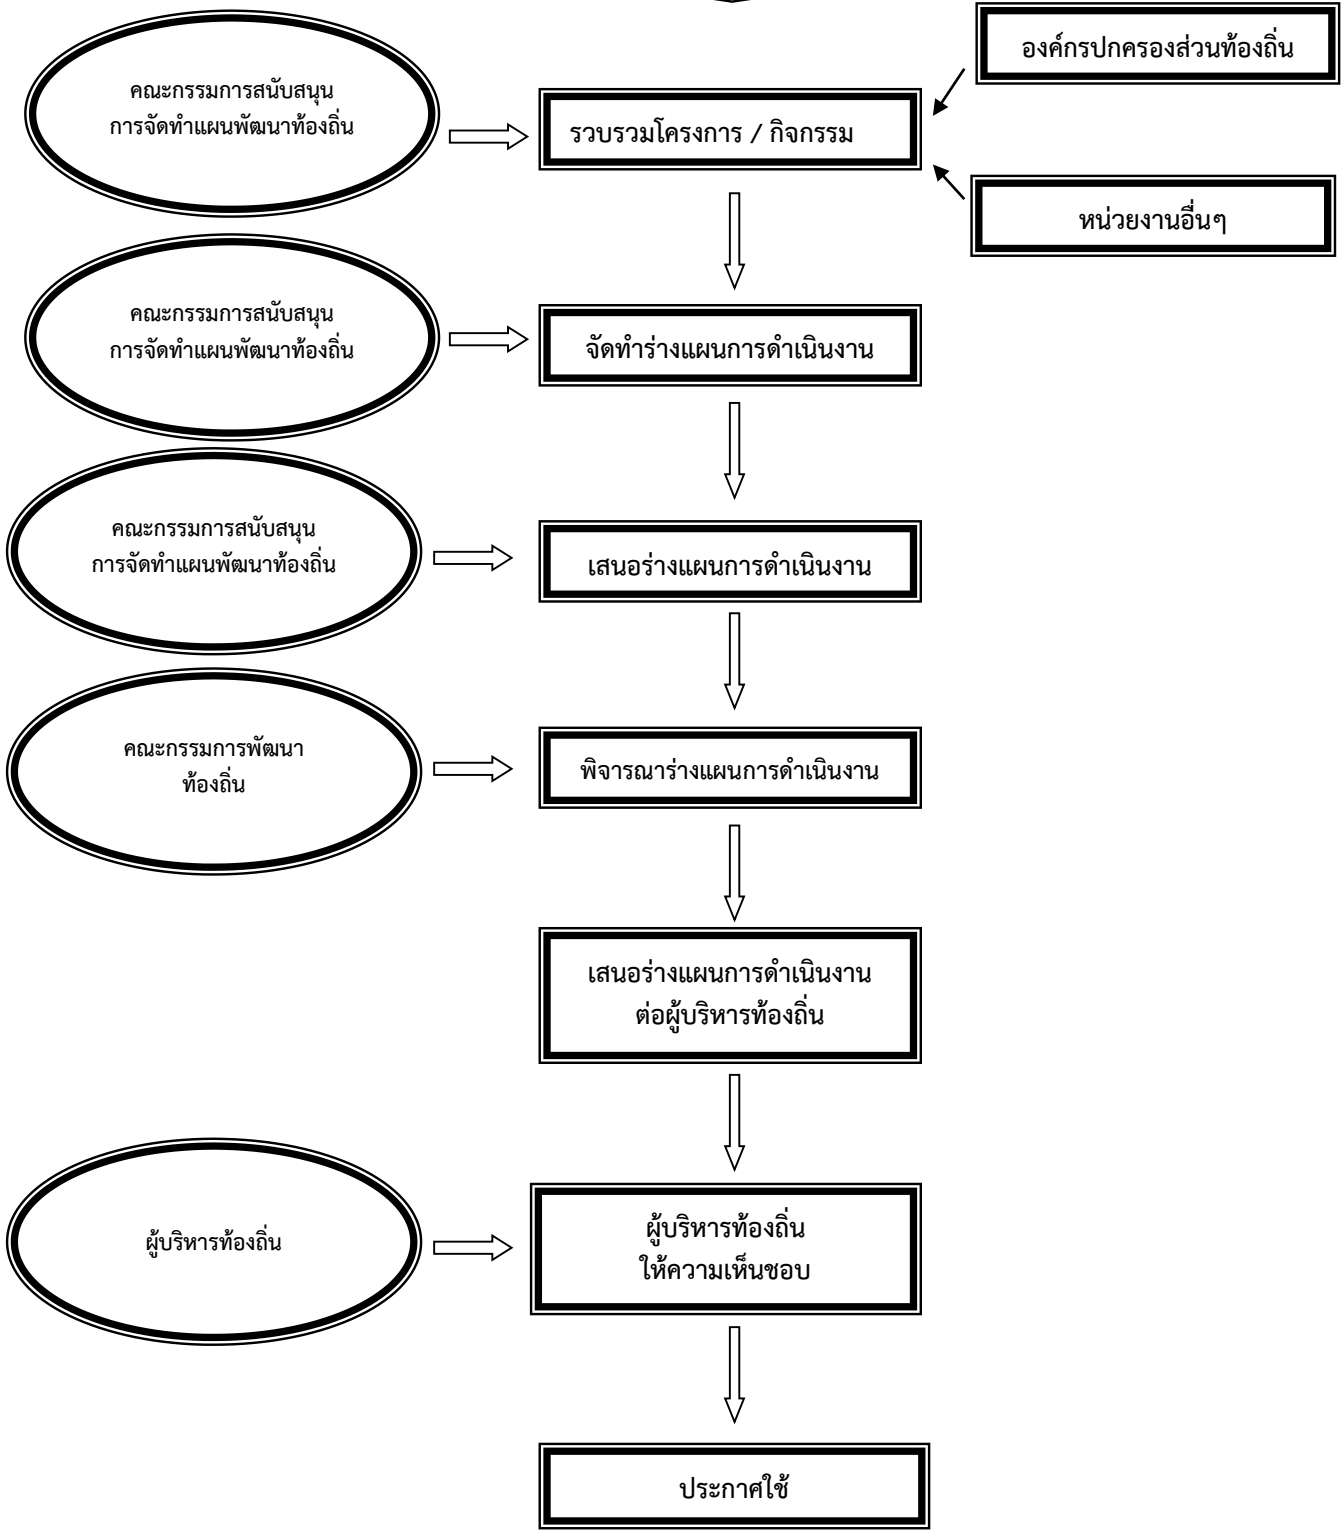 องค์กรปกครองส่วนท้องถิ่น
คณะกรรมการสนับสนุน
การจัดทำแผนพัฒนาท้องถิ่น
รวบรวมโครงการ / กิจกรรม
หน่วยงานอื่นๆ
คณะกรรมการสนับสนุน
การจัดทำแผนพัฒนาท้องถิ่น
จัดทำร่างแผนการดำเนินงาน
คณะกรรมการสนับสนุน
การจัดทำแผนพัฒนาท้องถิ่น
เสนอร่างแผนการดำเนินงาน
คณะกรรมการพัฒนา
ท้องถิ่น
พิจารณาร่างแผนการดำเนินงาน
เสนอร่างแผนการดำเนินงาน
ต่อผู้บริหารท้องถิ่น
ผู้บริหารท้องถิ่น
ผู้บริหารท้องถิ่น
ให้ความเห็นชอบ
ประกาศใช้